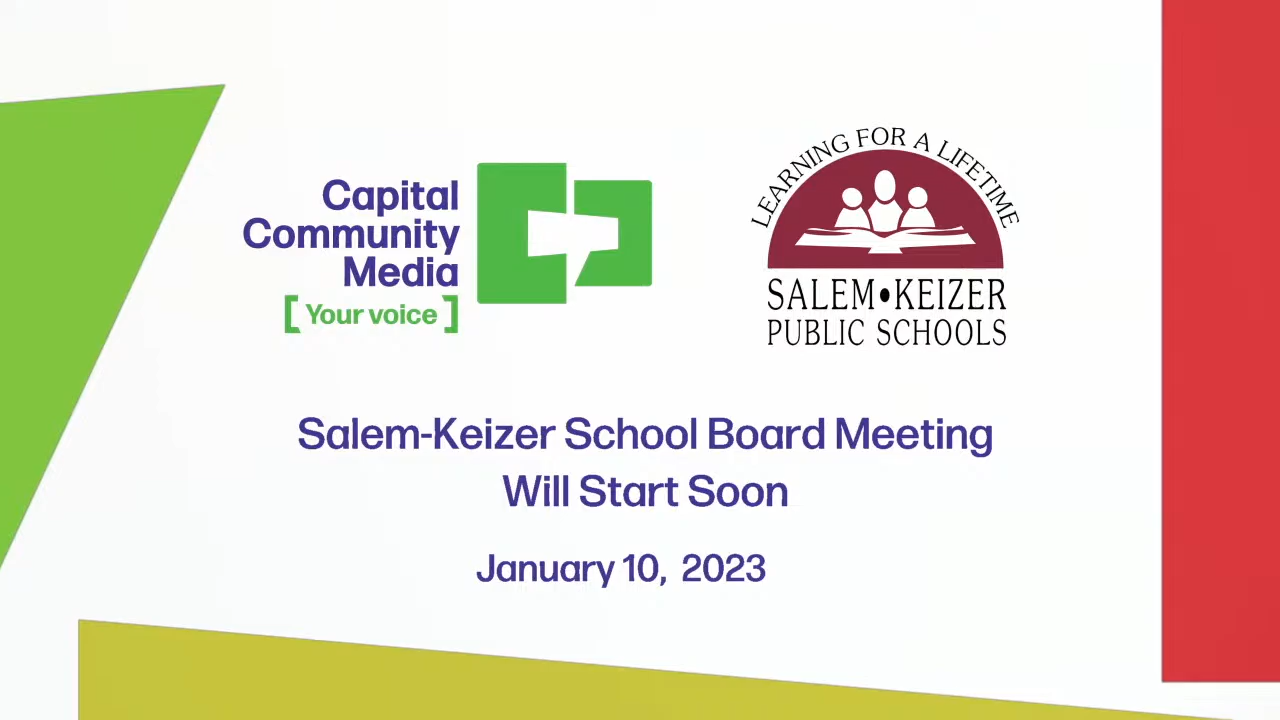 Capital
Community
Media
[ Your voice ]
LEARNING FOR A LIFETIME
SALEM•KEIZER
PUBLIC SCHOOLS
Salem-Keizer School Board Meeting
Will Start Soon
January 10, 2023